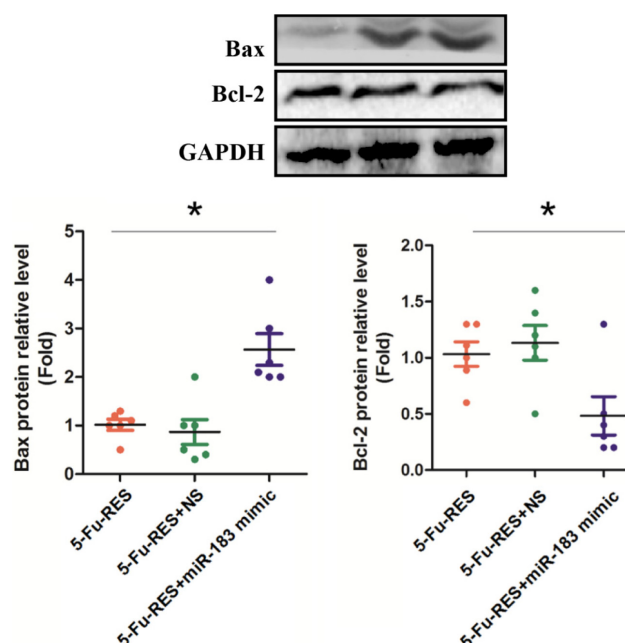 Bax
Bcl-2
GAPDH
*
5
4
3
2
1
0
Bax protein relative level
(Fold)
5-Fu-RES
5-Fu-RES+NS
5-Fu-RES+miR-183 mimic
*
2.0
1.5
1.0
0.5
0.0
Bcl-2 protein relative level
(Fold)
5-Fu-RES
5-Fu-RES+NS
5-Fu-RES+miR-183 mimic